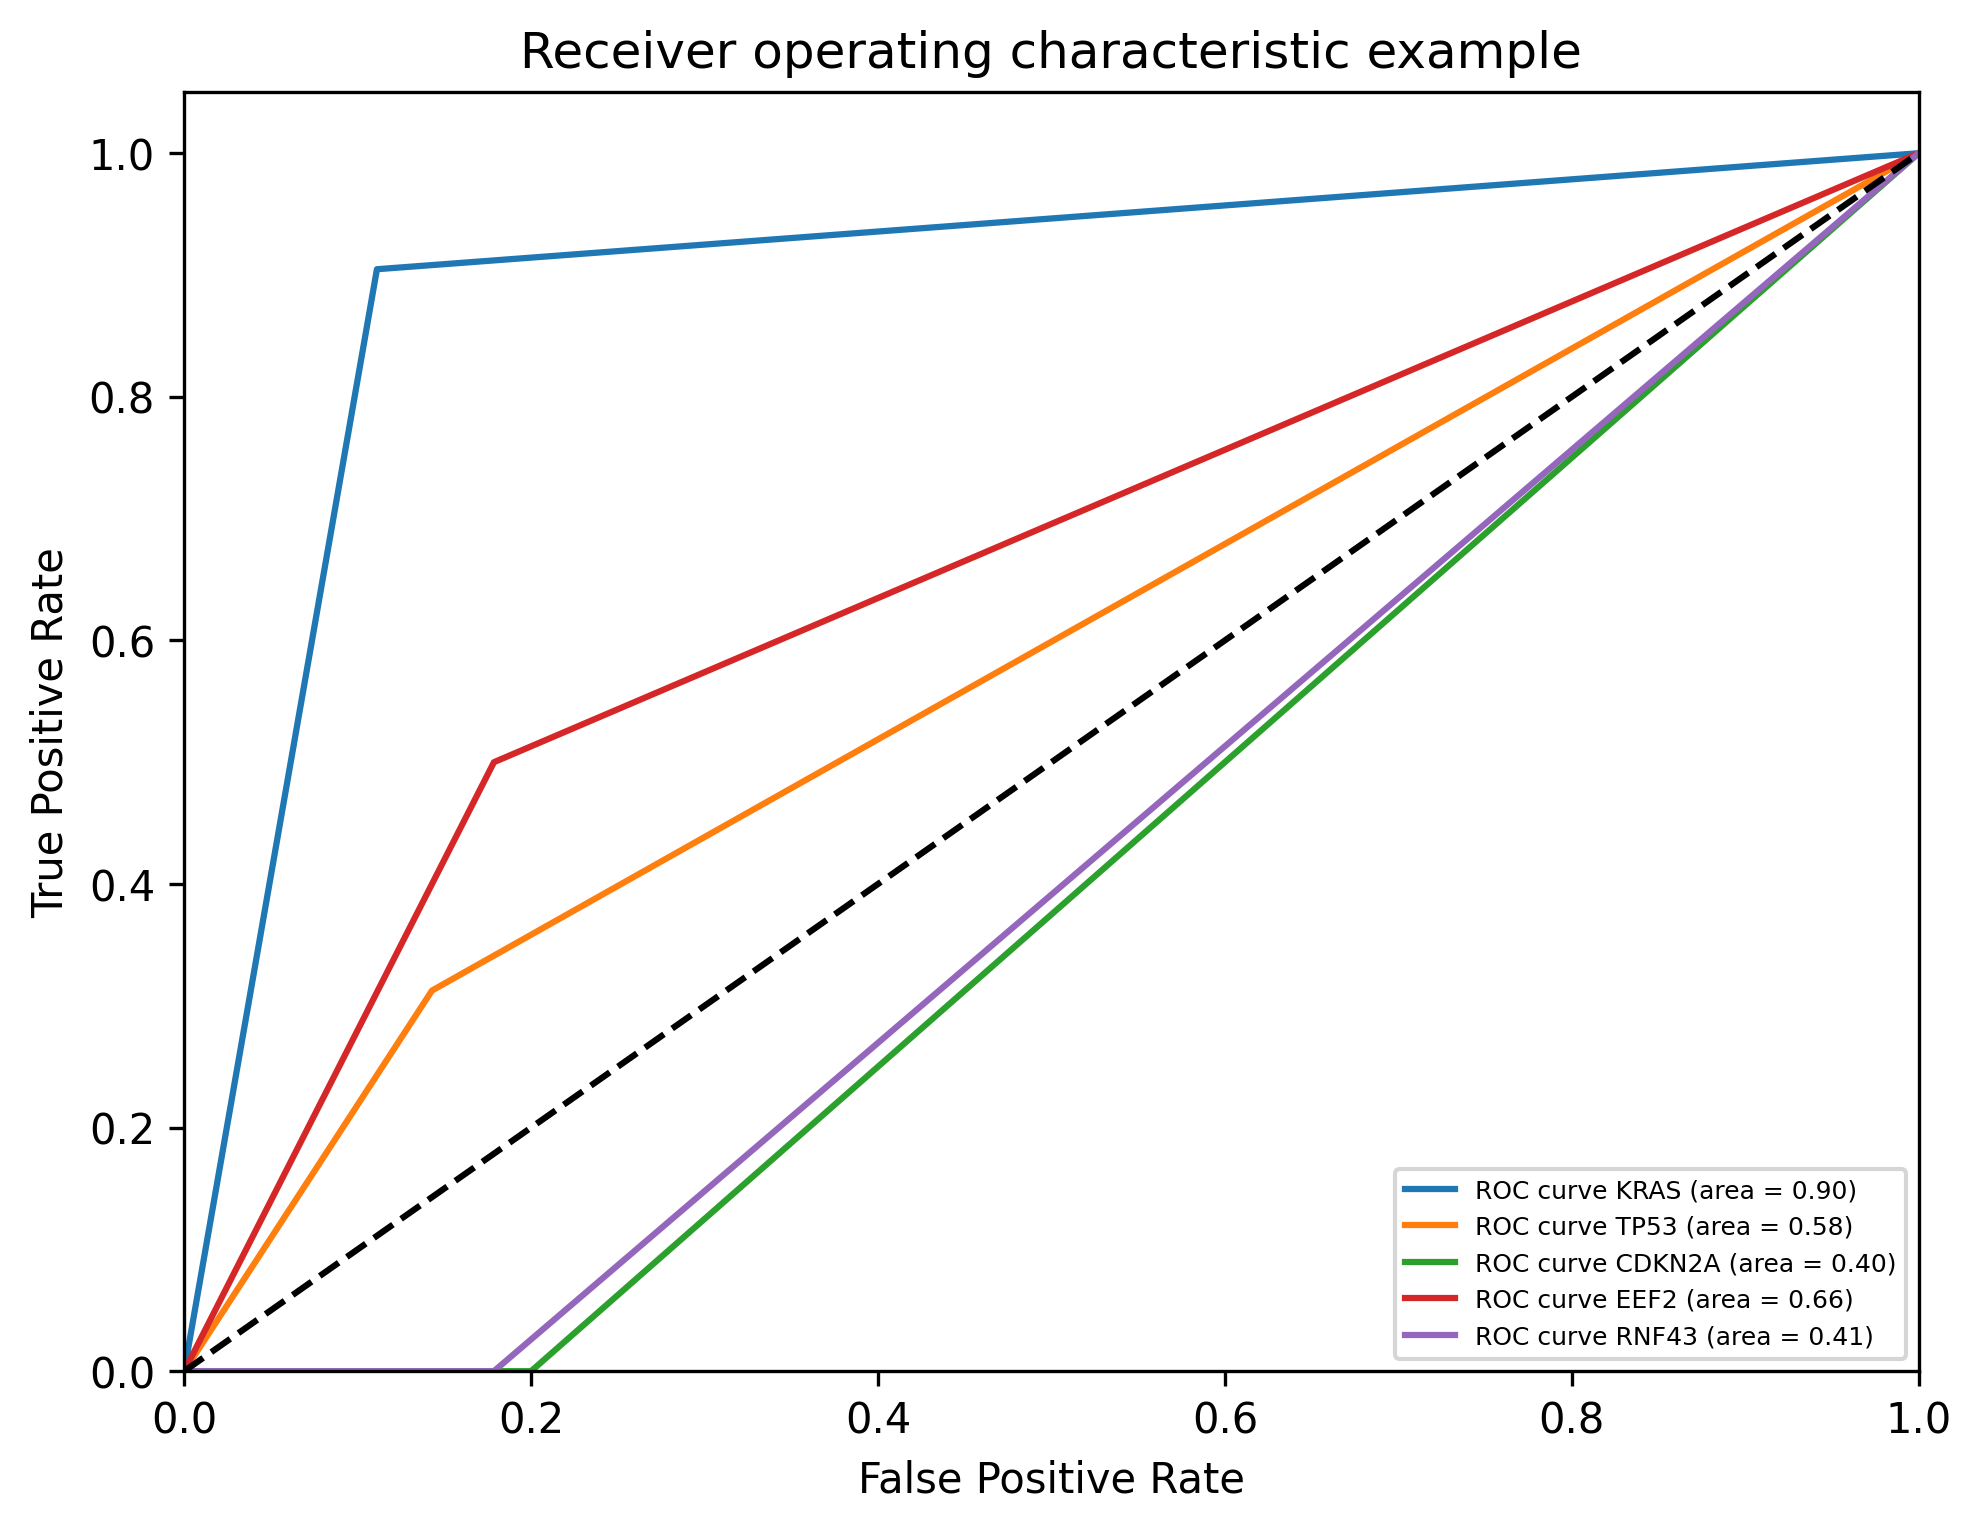 Receiver operating characteristic example
1.0
0.8
0.6
0.4
0.2
0.0
True Positive Rate
0.0 0.2 0.4 0.6 0.8 1.0
False Positive Rate
ROC curve KRAS (area = 0.90)
ROC curve TP53 (area = 0.58)
ROC curve CDKN2A (area = 0.40)
ROC curve EEF2 (area = 0.66)
ROC curve RNF43 (area = 0.41)